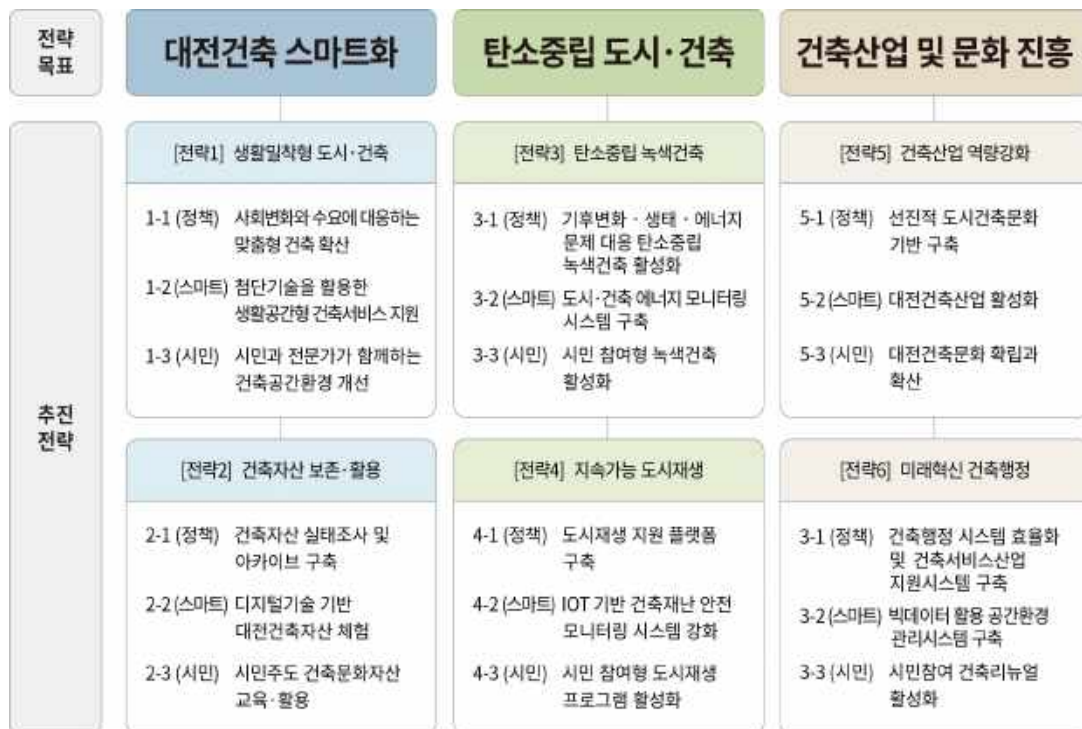 전략
목표
대전건축 스마트화
탄소중립 도시·건축
건축산업 및 문화 진흥
추진
전략
[전략1] 생활밀착형 도시·건축
1-1 (정책) 사회변화와 수요에 대응하는
맞춤형 건축 확산
1-2 (스마트) 첨단기술을 활용한
생활공간형 건축서비스 지원
1-3 (시민) 시민과 전문가가 함께하는
건축공간환경 개선
[전략3] 탄소중립 녹색건축
3-1 (정책) 기후변화 · 생태 · 에너지
문제 대응 탄소중립
녹색건축 활성화
3-2 (스마트) 도시·건축 에너지 모니터링
시스템 구축
3-3 (시민) 시민 참여형 녹색건축
활성화
[전략5] 건축산업 역량강화
5-1 (정책) 선진적 도시건축문화
기반 구축
5-2 (스마트) 대전건축산업 활성화
5-3 (시민) 대전건축문화 확립과
확산
[전략2] 건축자산 보존·활용
2-1 (정책) 건축자산 실태조사 및
아카이브 구축
2-2 (스마트) 디지털기술 기반
대전건축자산 체험
2-3 (시민) 시민주도 건축문화자산
교육·활용
[전략4] 지속가능 도시재생
4-1 (정책) 도시재생 지원 플랫폼
구축
4-2 (스마트) IOT 기반 건축재난 안전
모니터링 시스템 강화
4-3 (시민) 시민 참여형 도시재생
프로그램 활성화
[전략6] 미래혁신 건축행정
3-1 (정책) 건축행정 시스템 효율화
및 건축서비스산업
지원시스템 구축
3-2 (스마트) 빅데이터 활용 공간환경
관리시스템 구축
3-3 (시민) 시민참여 건축리뉴얼
활성화